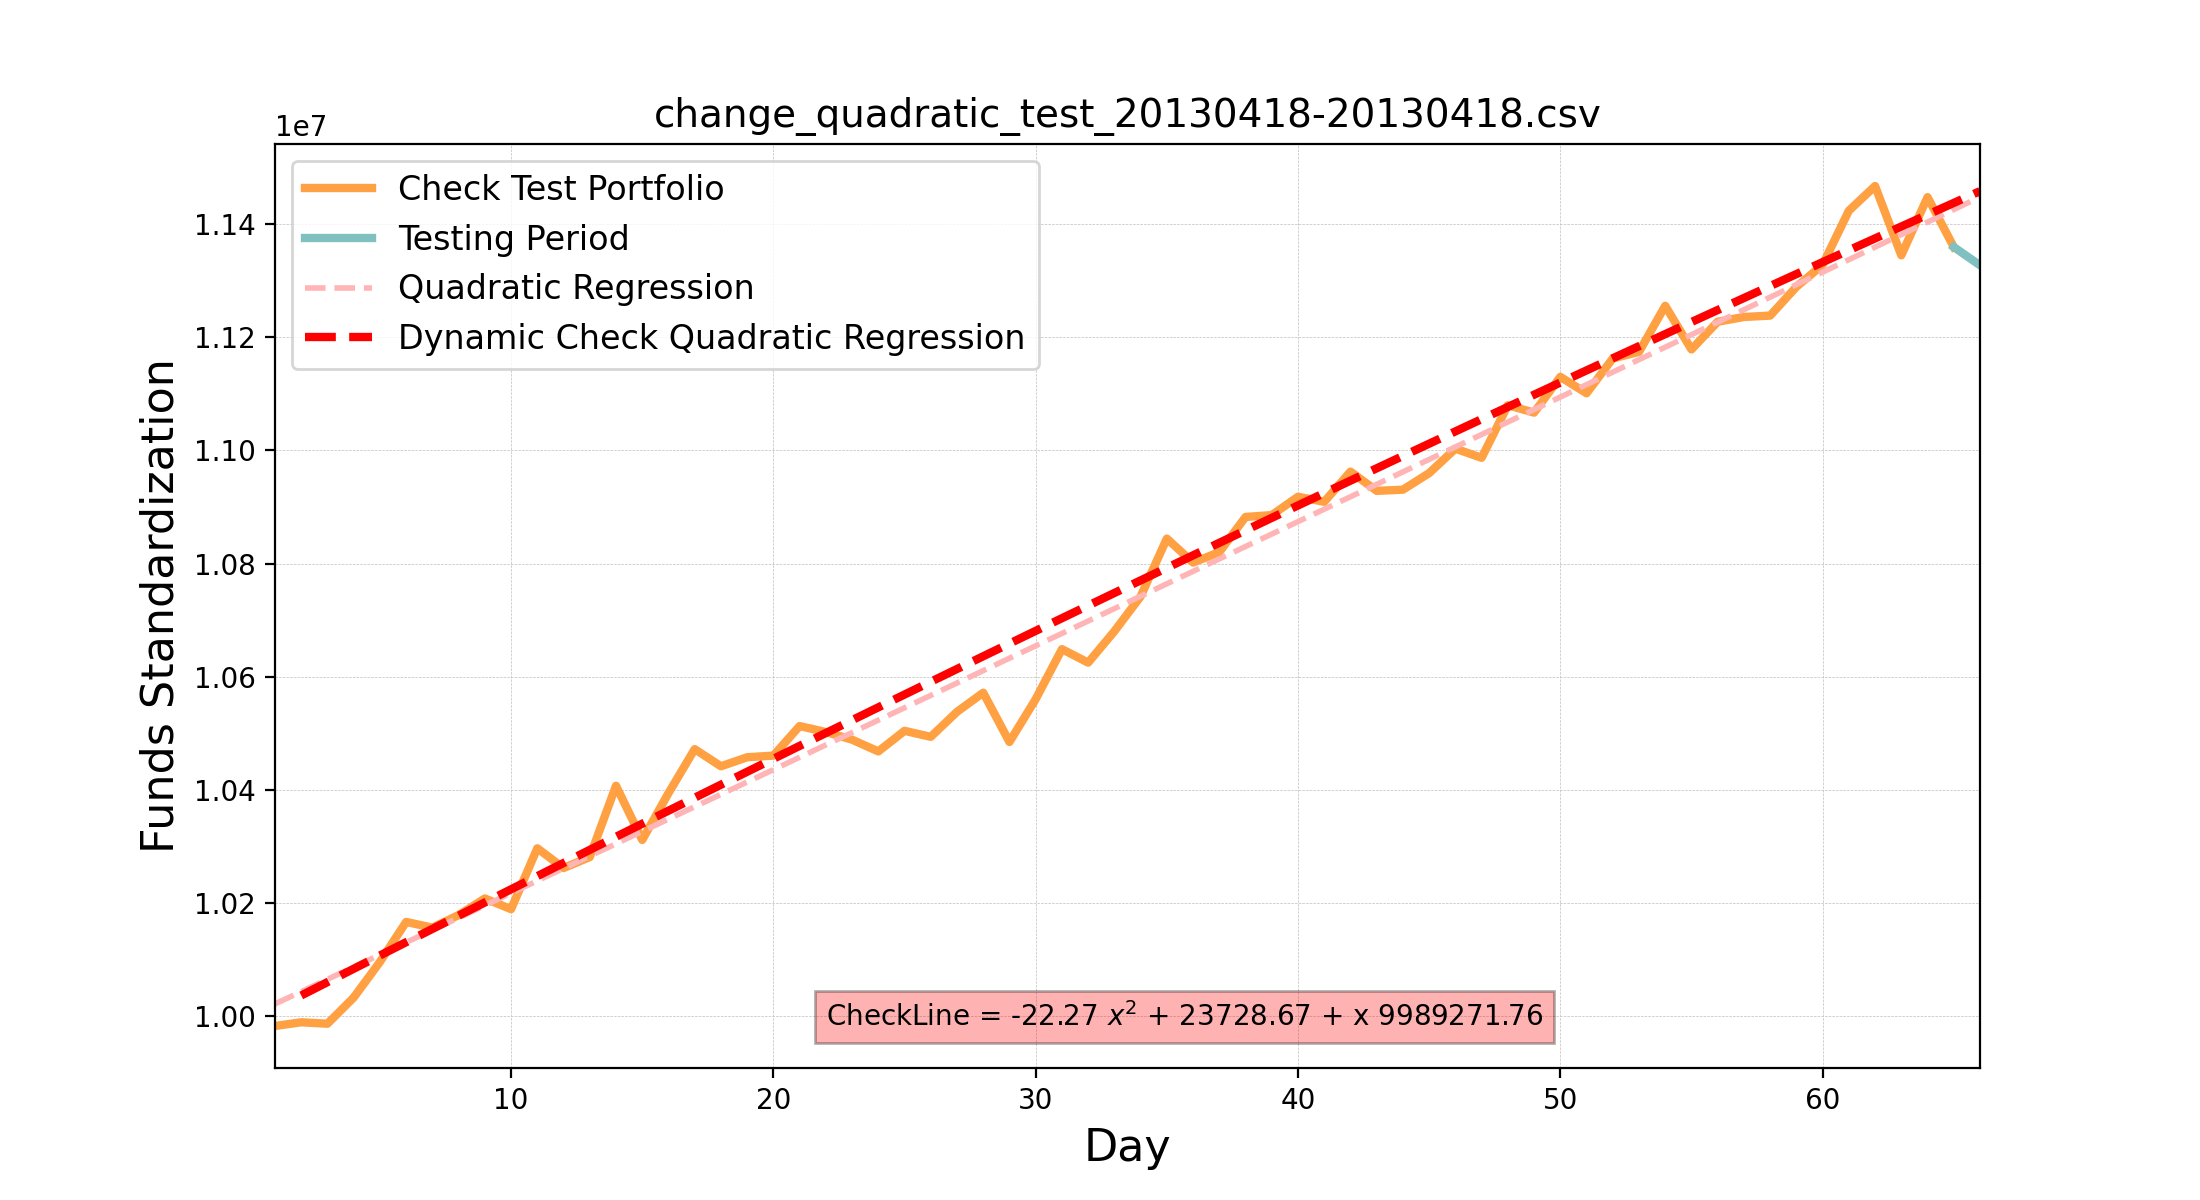 change_quadratic_test_20130418-20130418.csv
1e7
Check Test Portfolio
Testing Period
Quadratic Regression
Dynamic Check Quadratic Regression
1.14
1.12
1.10
1.08
1.06
1.04
1.02
1.00
Funds Standardization
CheckLine = -22.27 x² + 23728.67 + x 9989271.76
10 20 30 40 50 60
Day